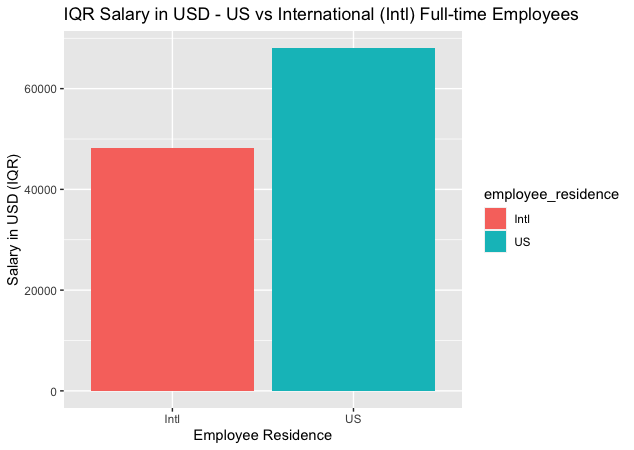 IQR Salary in USD - US vs International (Intl) Full-time Employees
Salary in USD (IQR)
60000
40000
20000
0
Intl
US
Employee Residence
employee_residence
Intl
US